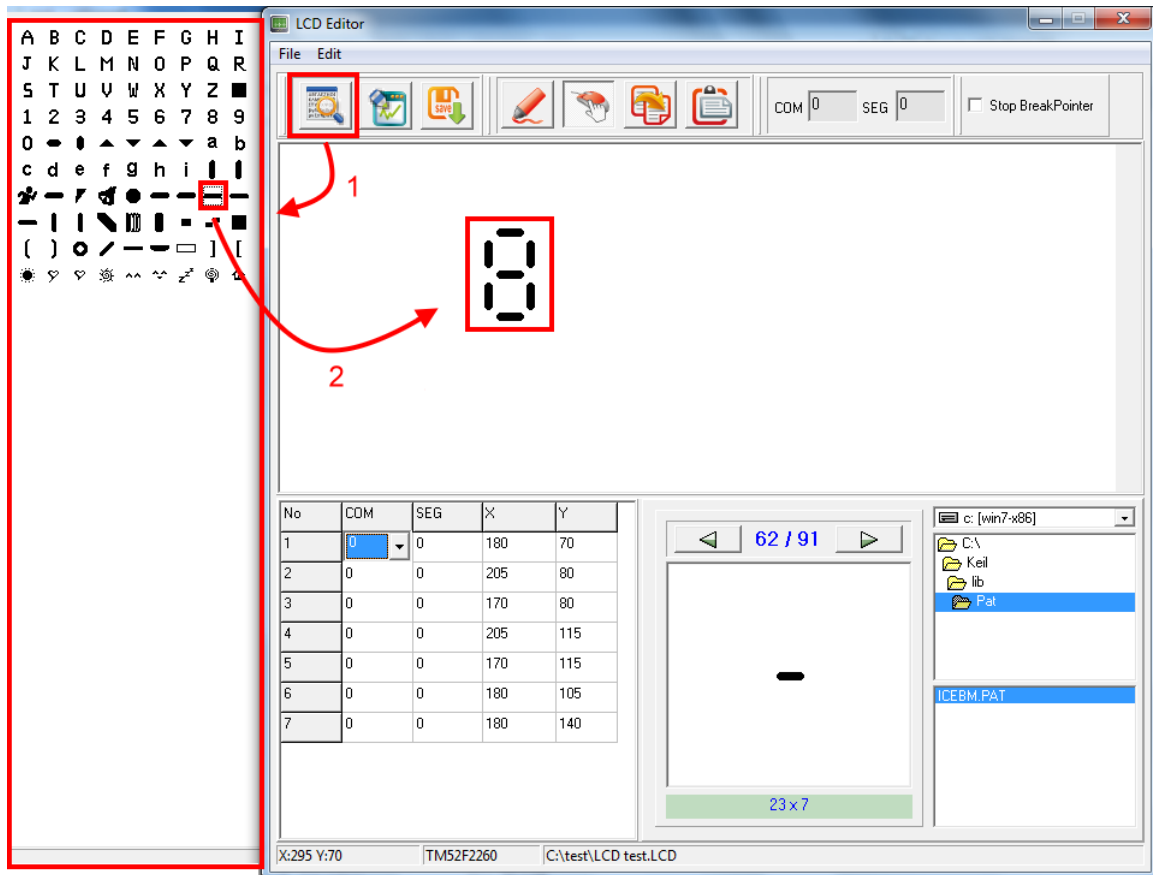 LCD Editor
File Edit
save
COM 0 SEG 0 Stop BreakPointer
A B C D E F G H I
J K L M N O P Q R
S T U V W X Y Z
1 2 3 4 5 6 7 8 9
0 a b
c d e f g h i
( ) / ] [
1
2
No COM SEG X Y
1 0 0 180 70
2 0 0 205 80
3 0 0 170 80
4 0 0 205 115
5 0 0 170 115
6 0 0 180 105
7 0 0 180 140
62 / 91
23 x 7
c: [win7-x86]
C:\
Keil
lib
Pat
ICEBM.PAT
X:295 Y:70 TM52F2260 C:\test\LCD test.LCD